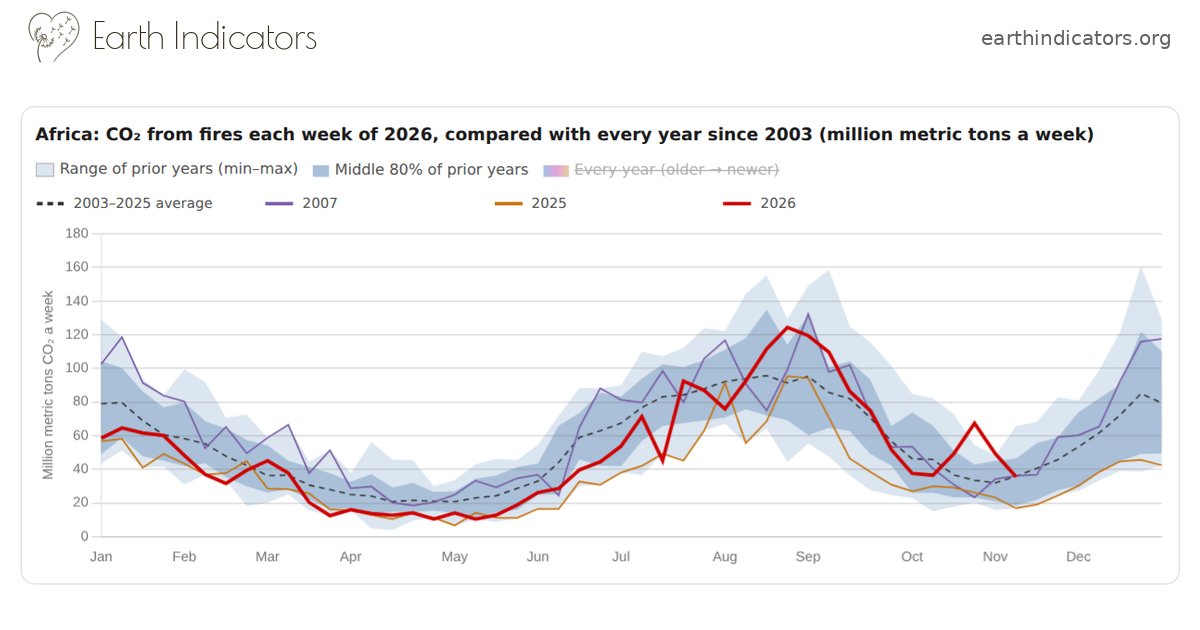 Earth Indicators
earthindicators.org
Africa: CO₂ from fires each week of 2026, compared with every year since 2003 (million metric tons a week)
Range of prior years (min–max) Middle 80% of prior years Every year (older → newer)
2003–2025 average 2007 2025 2026
Million metric tons CO₂ a week
180
160
140
120
100
80
60
40
20
0
Jan Feb Mar Apr May Jun Jul Aug Sep Oct Nov Dec